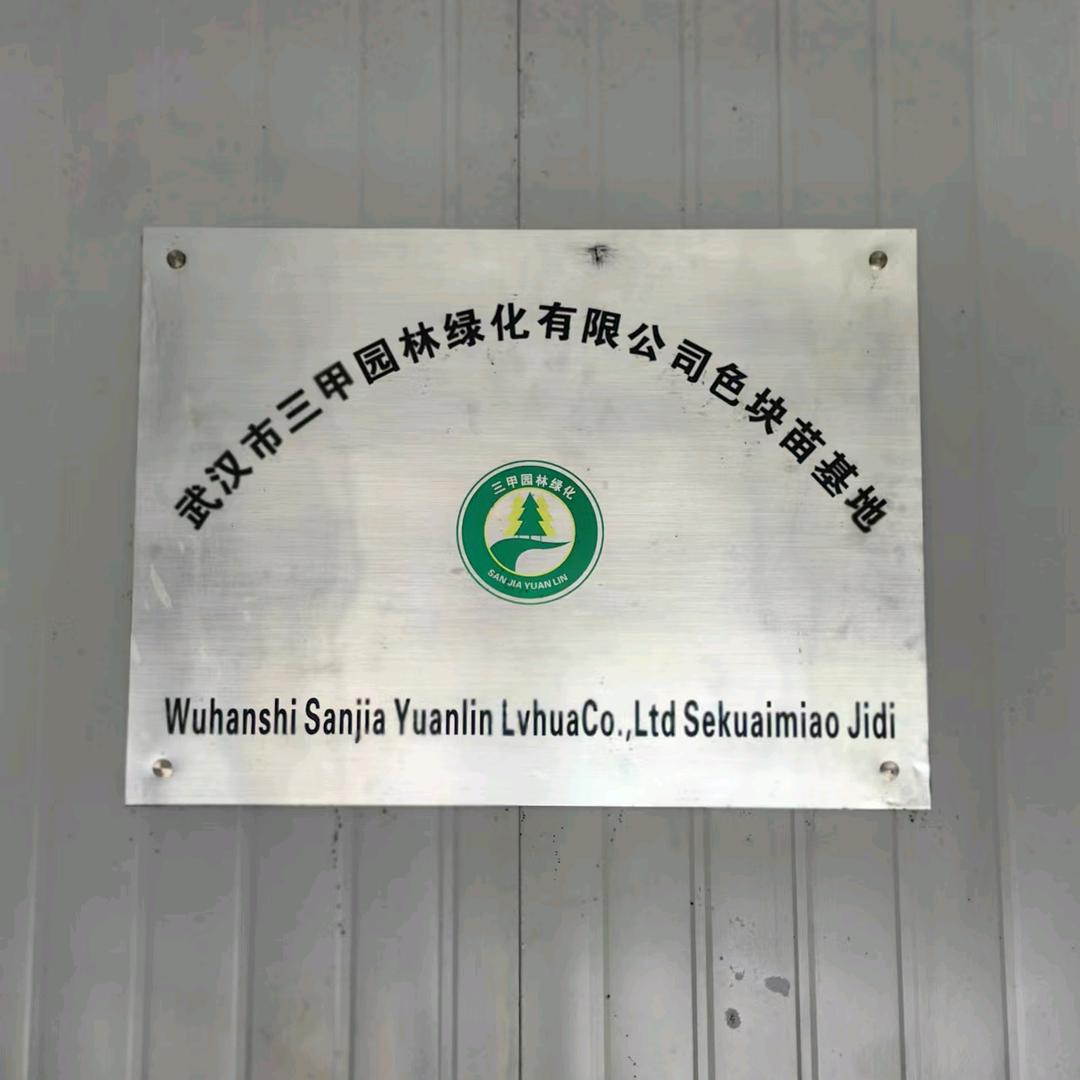 武汉市三甲园林绿化有限公司色块苗基地
三甲园林绿化
SAN JIA YUAN LIN
Wuhanshi Sanjia Yuanlin LvhuaCo.,Ltd Sekuaimiao Jidi